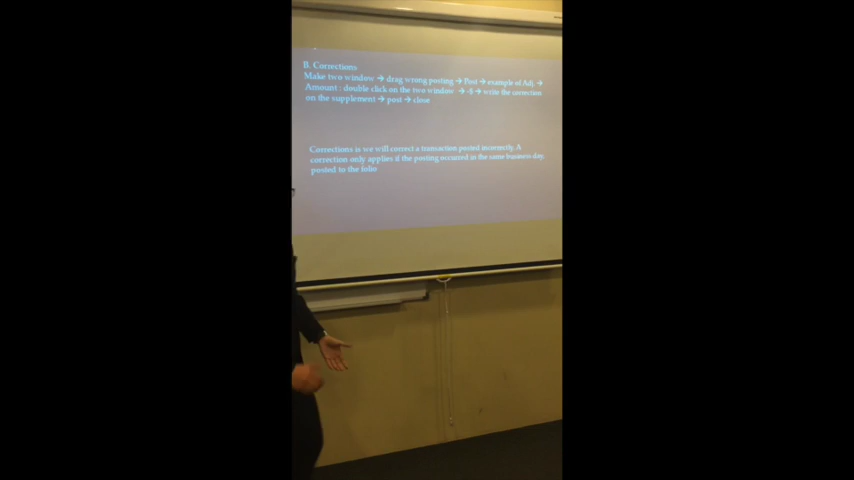 B. Corrections
Make two window → drag wrong posting → Post → example of Adj. →
Amount : double click on the two window → -$ → write the correction
on the supplement → post → close
Corrections is we will correct a transaction posted incorrectly. A
correction only applies if the posting occurred in the same business day,
posted to the folio